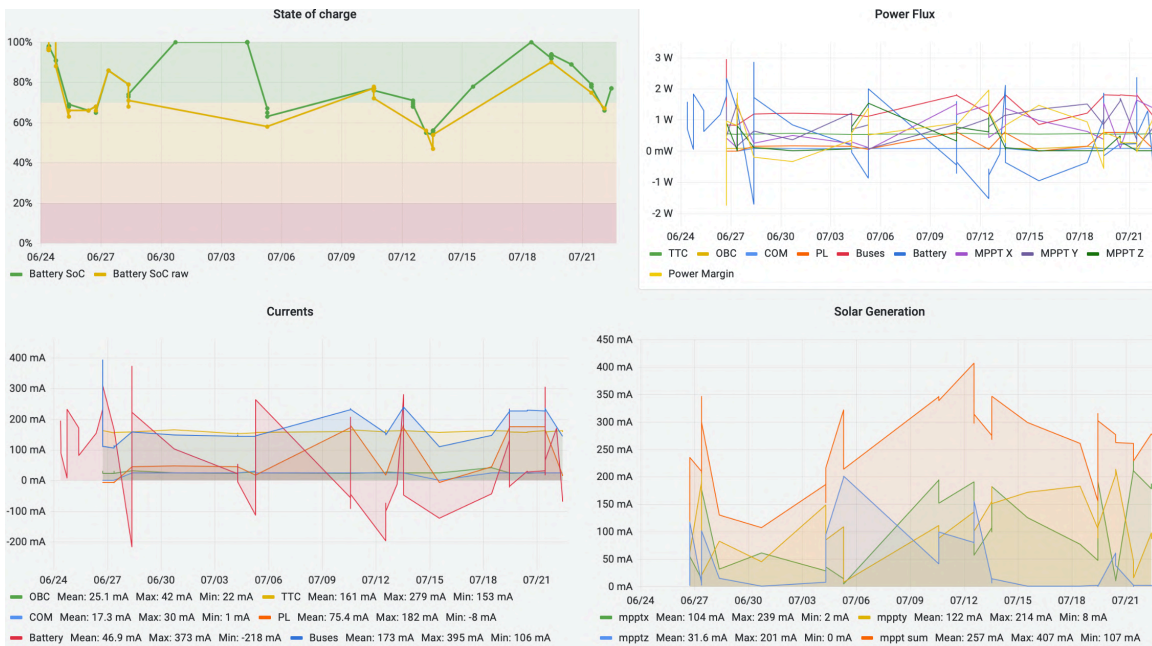 State of charge
100%
80%
60%
40%
20%
0%
06/24 06/27 06/30 07/03 07/06 07/09 07/12 07/15 07/18 07/21
Battery SoC Battery SoC raw
Power Flux
3 W
2 W
1 W
0 mW
-1 W
-2 W
06/24 06/27 06/30 07/03 07/06 07/09 07/12 07/15 07/18 07/21
TTC OBC COM PL Buses Battery MPPT X MPPT Y MPPT Z
Power Margin
Currents
400 mA
300 mA
200 mA
100 mA
0 mA
-100 mA
-200 mA
06/24 06/27 06/30 07/03 07/06 07/09 07/12 07/15 07/18 07/21
OBC Mean: 25.1 mA Max: 42 mA Min: 22 mA TTC Mean: 161 mA Max: 279 mA Min: 153 mA
COM Mean: 17.3 mA Max: 30 mA Min: 1 mA PL Mean: 75.4 mA Max: 182 mA Min: -8 mA
Battery Mean: 46.9 mA Max: 373 mA Min: -218 mA Buses Mean: 173 mA Max: 395 mA Min: 106 mA
Solar Generation
450 mA
400 mA
350 mA
300 mA
250 mA
200 mA
150 mA
100 mA
50 mA
0 mA
06/24 06/27 06/30 07/03 07/06 07/09 07/12 07/15 07/18 07/21
mpptx Mean: 104 mA Max: 239 mA Min: 2 mA mppty Mean: 122 mA Max: 214 mA Min: 8 mA
mpptz Mean: 31.6 mA Max: 201 mA Min: 0 mA mppt sum Mean: 257 mA Max: 407 mA Min: 107 mA